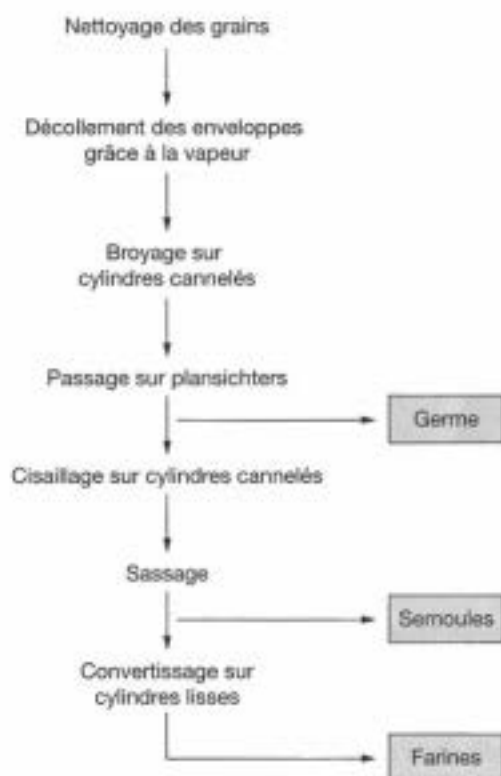 Nettoyage des grains
Décollement des enveloppes
grâce à la vapeur
Broyage sur
cylindres cannelés
Passage sur plansichters
Germe
Cisaillage sur cylindres cannelés
Sassage
Semoules
Convertissage sur
cylindres lisses
Farines